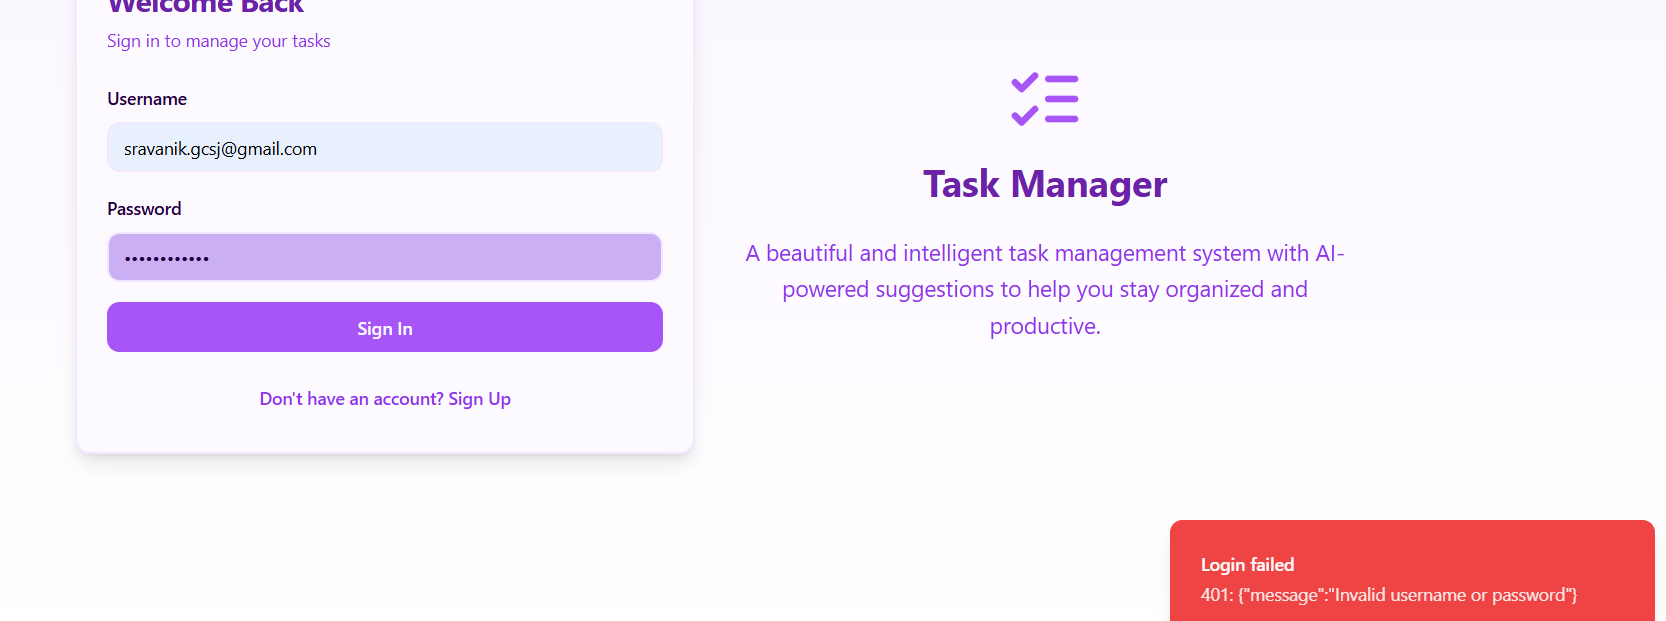 Welcome Back
Sign in to manage your tasks
Username
sravanik.gcsj@gmail.com
Password
••••••••••••
Sign In
Don't have an account? Sign Up
Task Manager
A beautiful and intelligent task management system with AI-
powered suggestions to help you stay organized and
productive.
Login failed
401: {"message":"Invalid username or password"}